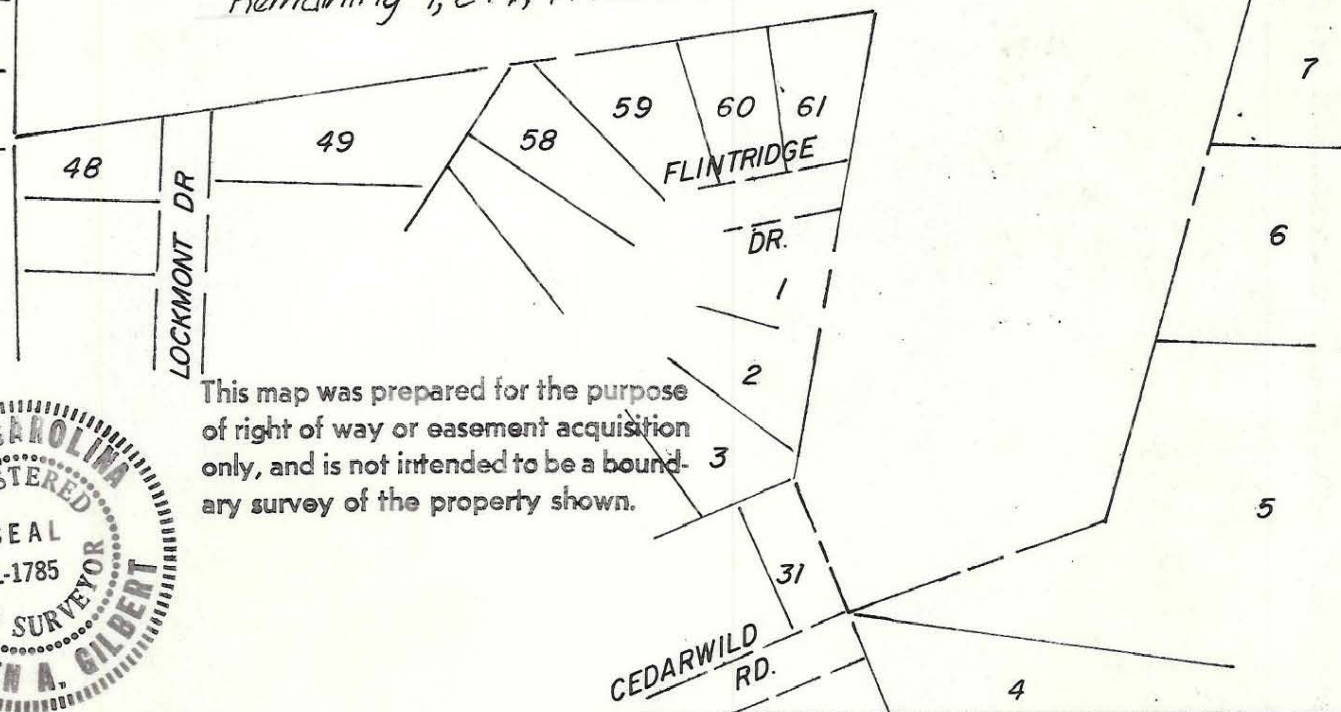 Remaining
7
59
60
61
49
58
48
FLINTRIDGE
6
DR.
LOCKMONT DR
1
2
This map was prepared for the purpose
of right of way or easement acquisition
only, and is not intended to be a bound-
ary survey of the property shown.
3
5
SEAL
-1785
SURVEYOR
A. GILBERT
31
CEDARWILD
RD.
4